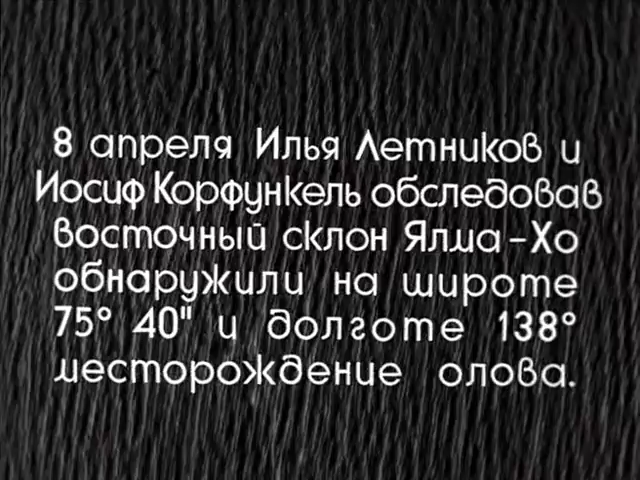 8 апреля Илья Летников и
Иосиф Корфункель обследовав
восточный склон Ялма-Хо
обнаружили на широте
75° 40" и долготе 138°
месторождение олова.